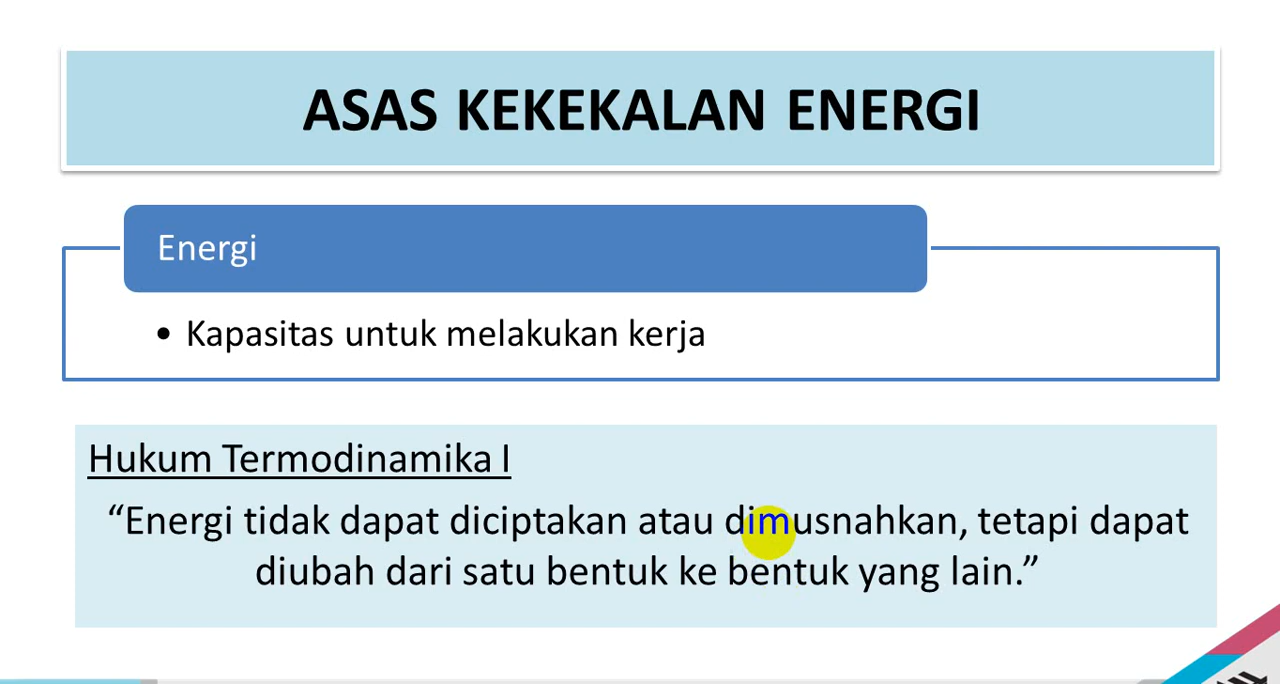 ASAS KEKEKALAN ENERGI
Energi
• Kapasitas untuk melakukan kerja
Hukum Termodinamika I
“Energi tidak dapat diciptakan atau dimusnahkan, tetapi dapat
diubah dari satu bentuk ke bentuk yang lain.”